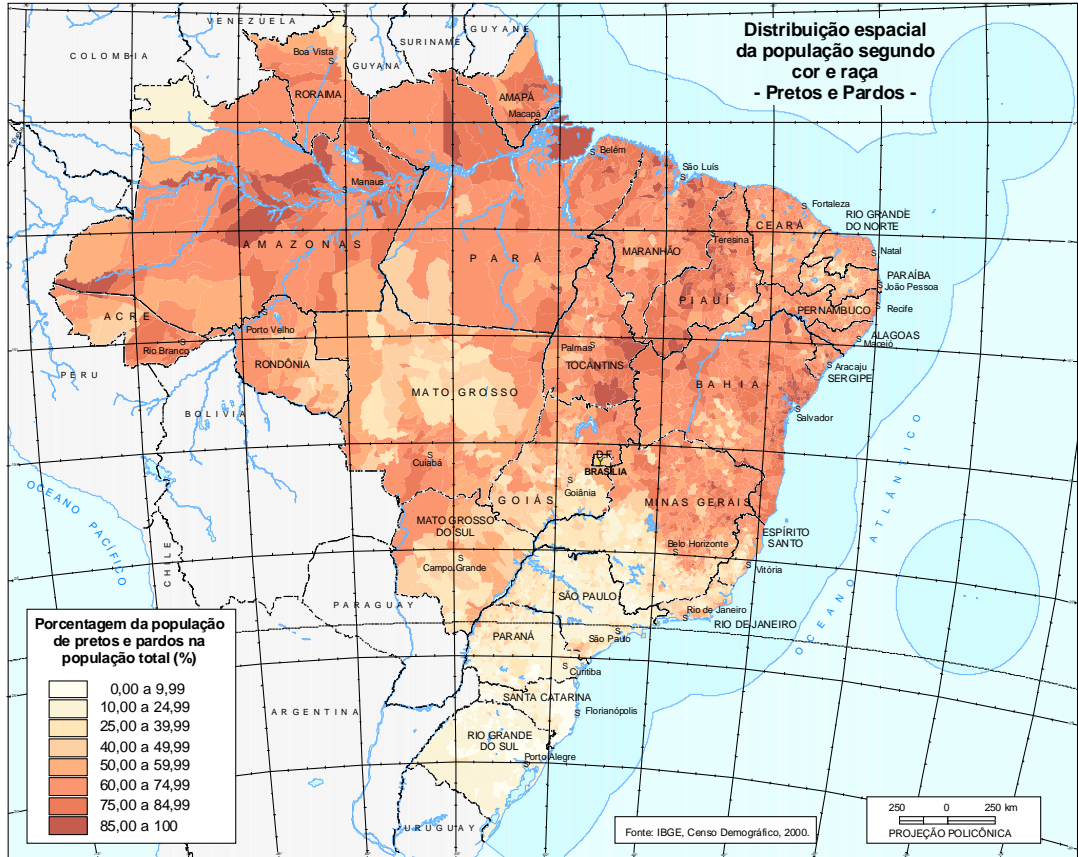 Distribuição espacial
da população segundo
cor e raça
- Pretos e Pardos -
VENEZUELA
COLOMBIA
GUYANA
SURINAME
GUYANE
Boa Vista
RORAIMA
AMAPÁ
Macapá
Belém
São Luís
Manaus
AMAZONAS
PARÁ
MARANHÃO
Teresina
Fortaleza
CEARÁ
RIO GRANDE
DO NORTE
Natal
PARAÍBA
João Pessoa
PIAUÍ
PERNAMBUCO
Recife
ALAGOAS
Maceió
Aracaju
SERGIPE
ACRE
Rio Branco
Porto Velho
RONDÔNIA
PERU
BOLIVIA
MATO GROSSO
Palmas
TOCANTINS
BAHIA
Salvador
Cuiabá
D.F.
BRASÍLIA
Goiânia
GOIÁS
MINAS GERAIS
Belo Horizonte
ESPÍRITO
SANTO
Vitória
MATO GROSSO
DO SUL
Campo Grande
SÃO PAULO
São Paulo
Rio de Janeiro
RIO DE JANEIRO
PARANÁ
Curitiba
SANTA CATARINA
Florianópolis
RIO GRANDE
DO SUL
Porto Alegre
OCEANO PACÍFICO
CHILE
PARAGUAY
ARGENTINA
URUGUAY
OCEANO ATLÂNTICO
Porcentagem da população
de pretos e pardos na
população total (%)
0,00 a 9,99
10,00 a 24,99
25,00 a 39,99
40,00 a 49,99
50,00 a 59,99
60,00 a 74,99
75,00 a 84,99
85,00 a 100
Fonte: IBGE, Censo Demográfico, 2000.
250 0 250 km
PROJEÇÃO POLICÔNICA